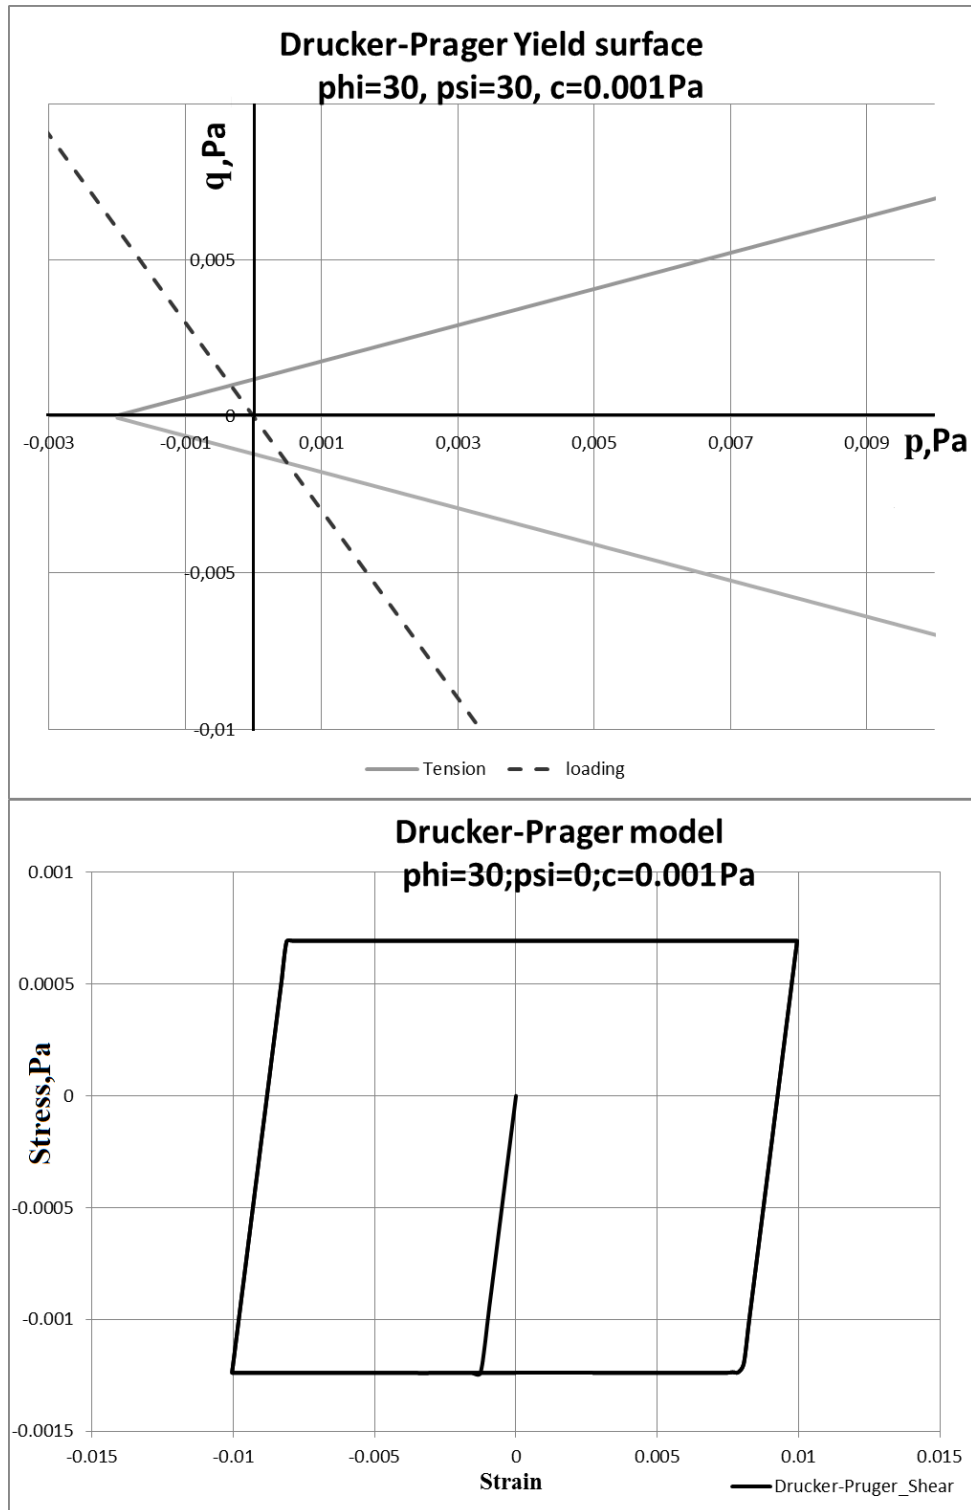 Drucker-Prager Yield surface
phi=30, psi=30, c=0.001Pa
q,Pa
0,005
0
-0,003 -0,001 0,001 0,003 0,005 0,007 0,009 p,Pa
-0,005
-0,01
Tension loading
Drucker-Prager model
phi=30;psi=0;c=0.001Pa
0.001
0.0005
Stress,Pa
0
-0.0005
-0.001
-0.0015
-0.015 -0.01 -0.005 0 0.005 0.01 0.015
Strain
Drucker-Pruger_Shear